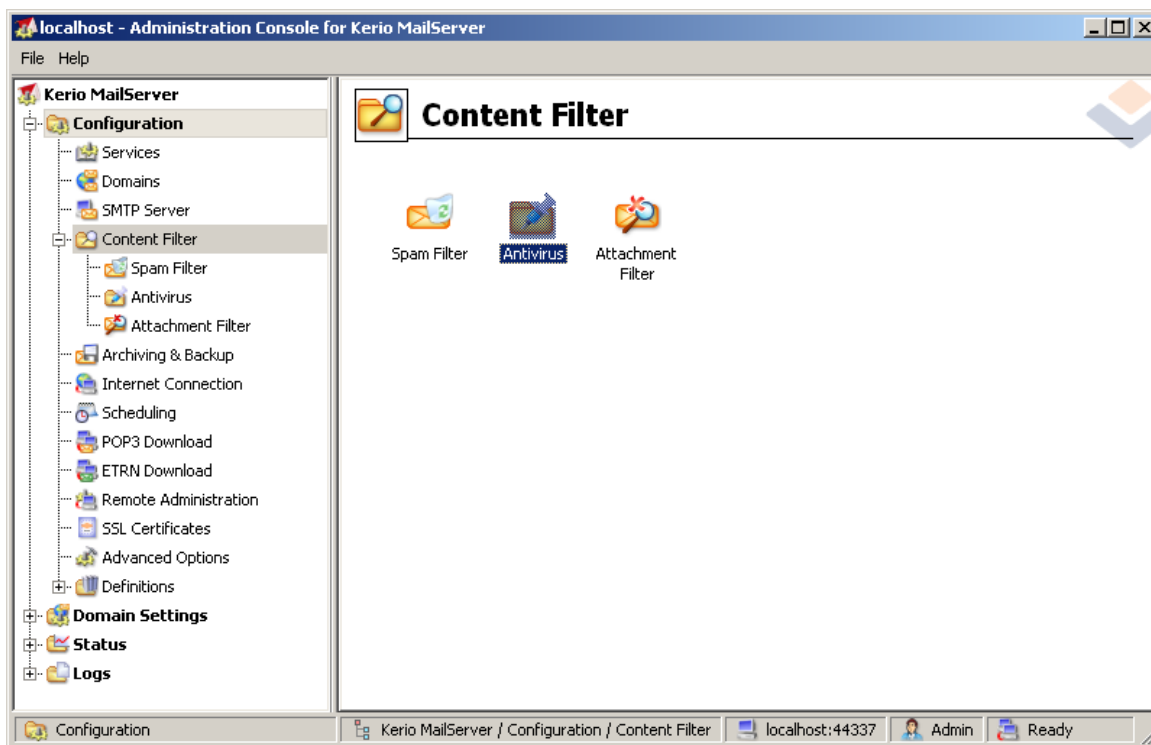 localhost - Administration Console for Kerio MailServer
File Help
Kerio MailServer
Configuration
Services
Domains
SMTP Server
Content Filter
Spam Filter
Antivirus
Attachment Filter
Archiving & Backup
Internet Connection
Scheduling
POP3 Download
ETRN Download
Remote Administration
SSL Certificates
Advanced Options
Definitions
Domain Settings
Status
Logs
Content Filter
Spam Filter
Antivirus
Attachment
Filter
Configuration
Kerio MailServer / Configuration / Content Filter
localhost:44337
Admin
Ready